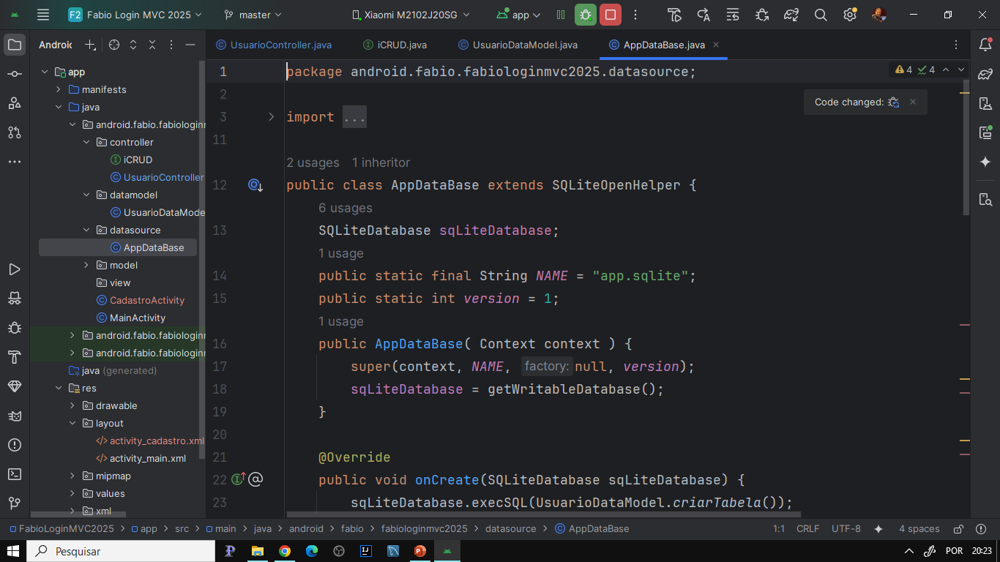 F2 Fabio Login MVC 2025 master Xiaomi M2102J20SG app
Android
UsuarioController.java iCRUD.java UsuarioDataModel.java AppDataBase.java
app
manifests
java
android.fabio.fabiologinm
controller
iCRUD
UsuarioController
datamodel
UsuarioDataMode
datasource
AppDataBase
model
view
CadastroActivity
MainActivity
android.fabio.fabiologinm
android.fabio.fabiologinm
java (generated)
res
drawable
layout
activity_cadastro.xml
activity_main.xml
mipmap
values
xml
4 4
Code changed:
1 package android.fabio.fabiologinmvc2025.datasource;
2
3 import ...
11
2 usages 1 inheritor
12 public class AppDataBase extends SQLiteOpenHelper {
6 usages
13 SQLiteDatabase sqLiteDatabase;
1 usage
14 public static final String NAME = "app.sqlite";
15 public static int version = 1;
1 usage
16 public AppDataBase( Context context ) {
17 super(context, NAME, factory: null, version);
18 sqLiteDatabase = getWritableDatabase();
19 }
20
21 @Override
22 public void onCreate(SQLiteDatabase sqLiteDatabase) {
23 sqLiteDatabase.execSQL(UsuarioDataModel.criarTabela());
FabioLoginMVC2025 > app > src > main > java > android > fabio > fabiologinmvc2025 > datasource > AppDataBase 1:1 CRLF UTF-8 4 spaces
Pesquisar POR 20:23